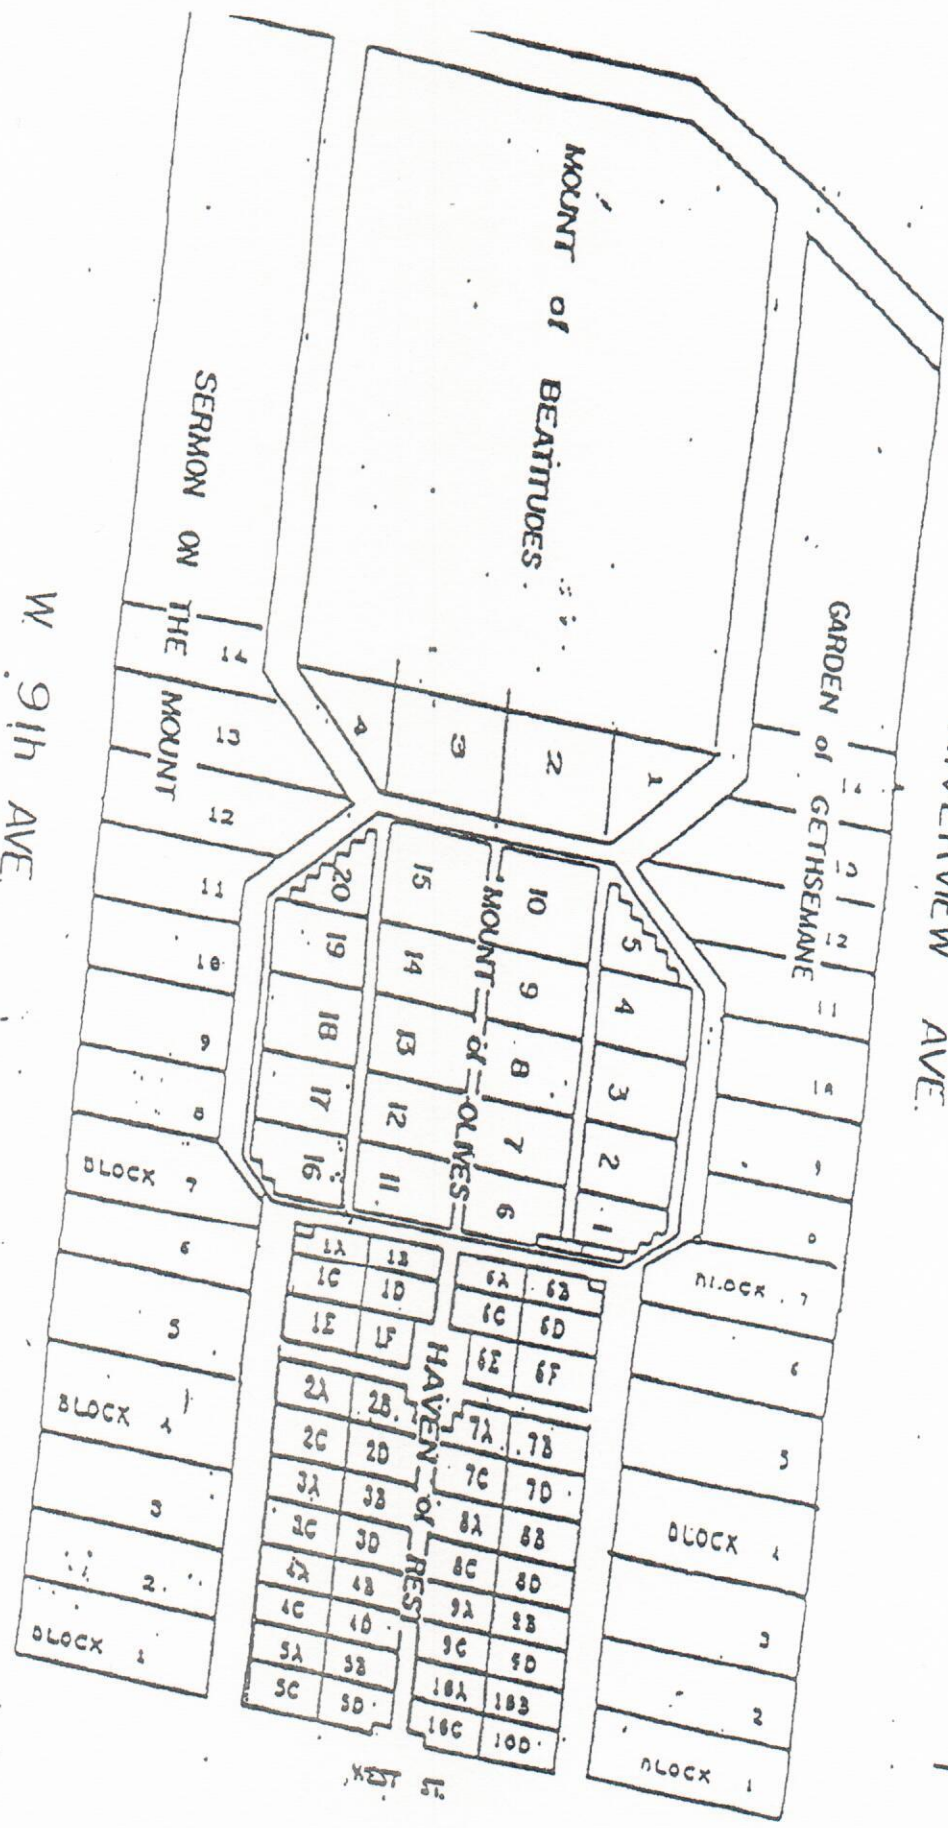 AVE.
GARDEN of GETHSEMANE
14
12
11
9
BLOCK 7
6
5
BLOCK 4
3
2
BLOCK 1
MOUNT of BEATITUDES
1
2
3
4
MOUNT of OLIVES
5
4
3
2
1
10
9
8
7
6
15
14
13
12
11
20
19
18
17
16
HAVEN of REST
6A
6B
6C
6D
6E
6F
7A
7B
7C
7D
8A
8B
8C
8D
9A
9B
9C
9D
10A
10B
10C
10D
1A
1B
1C
1D
1E
1F
2A
2B
2C
2D
3A
3B
3C
3D
4A
4B
4C
4D
5A
5B
5C
5D
SERMON ON THE MOUNT
14
13
12
11
10
9
8
BLOCK 7
6
5
BLOCK 4
3
2
BLOCK 1
W. 9th AVE.